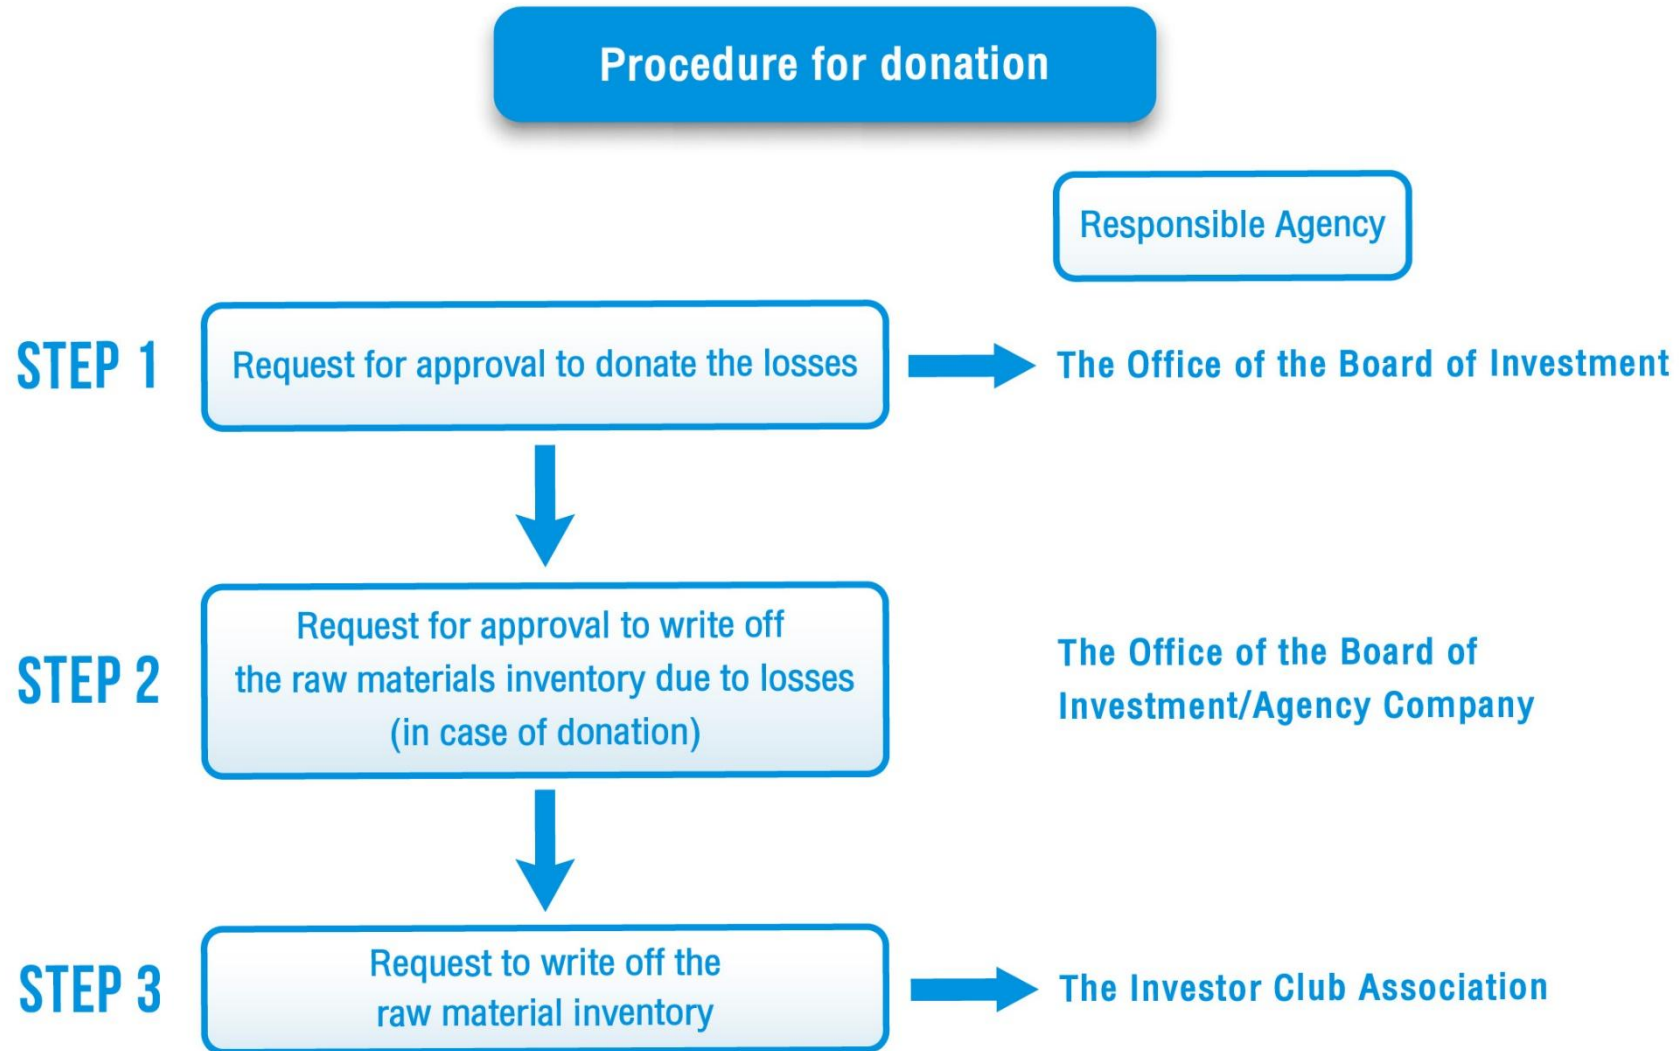 Procedure for donation
Responsible Agency
STEP 1
Request for approval to donate the losses
The Office of the Board of Investment
STEP 2
Request for approval to write off
the raw materials inventory due to losses
(in case of donation)
The Office of the Board of
Investment/Agency Company
STEP 3
Request to write off the
raw material inventory
The Investor Club Association